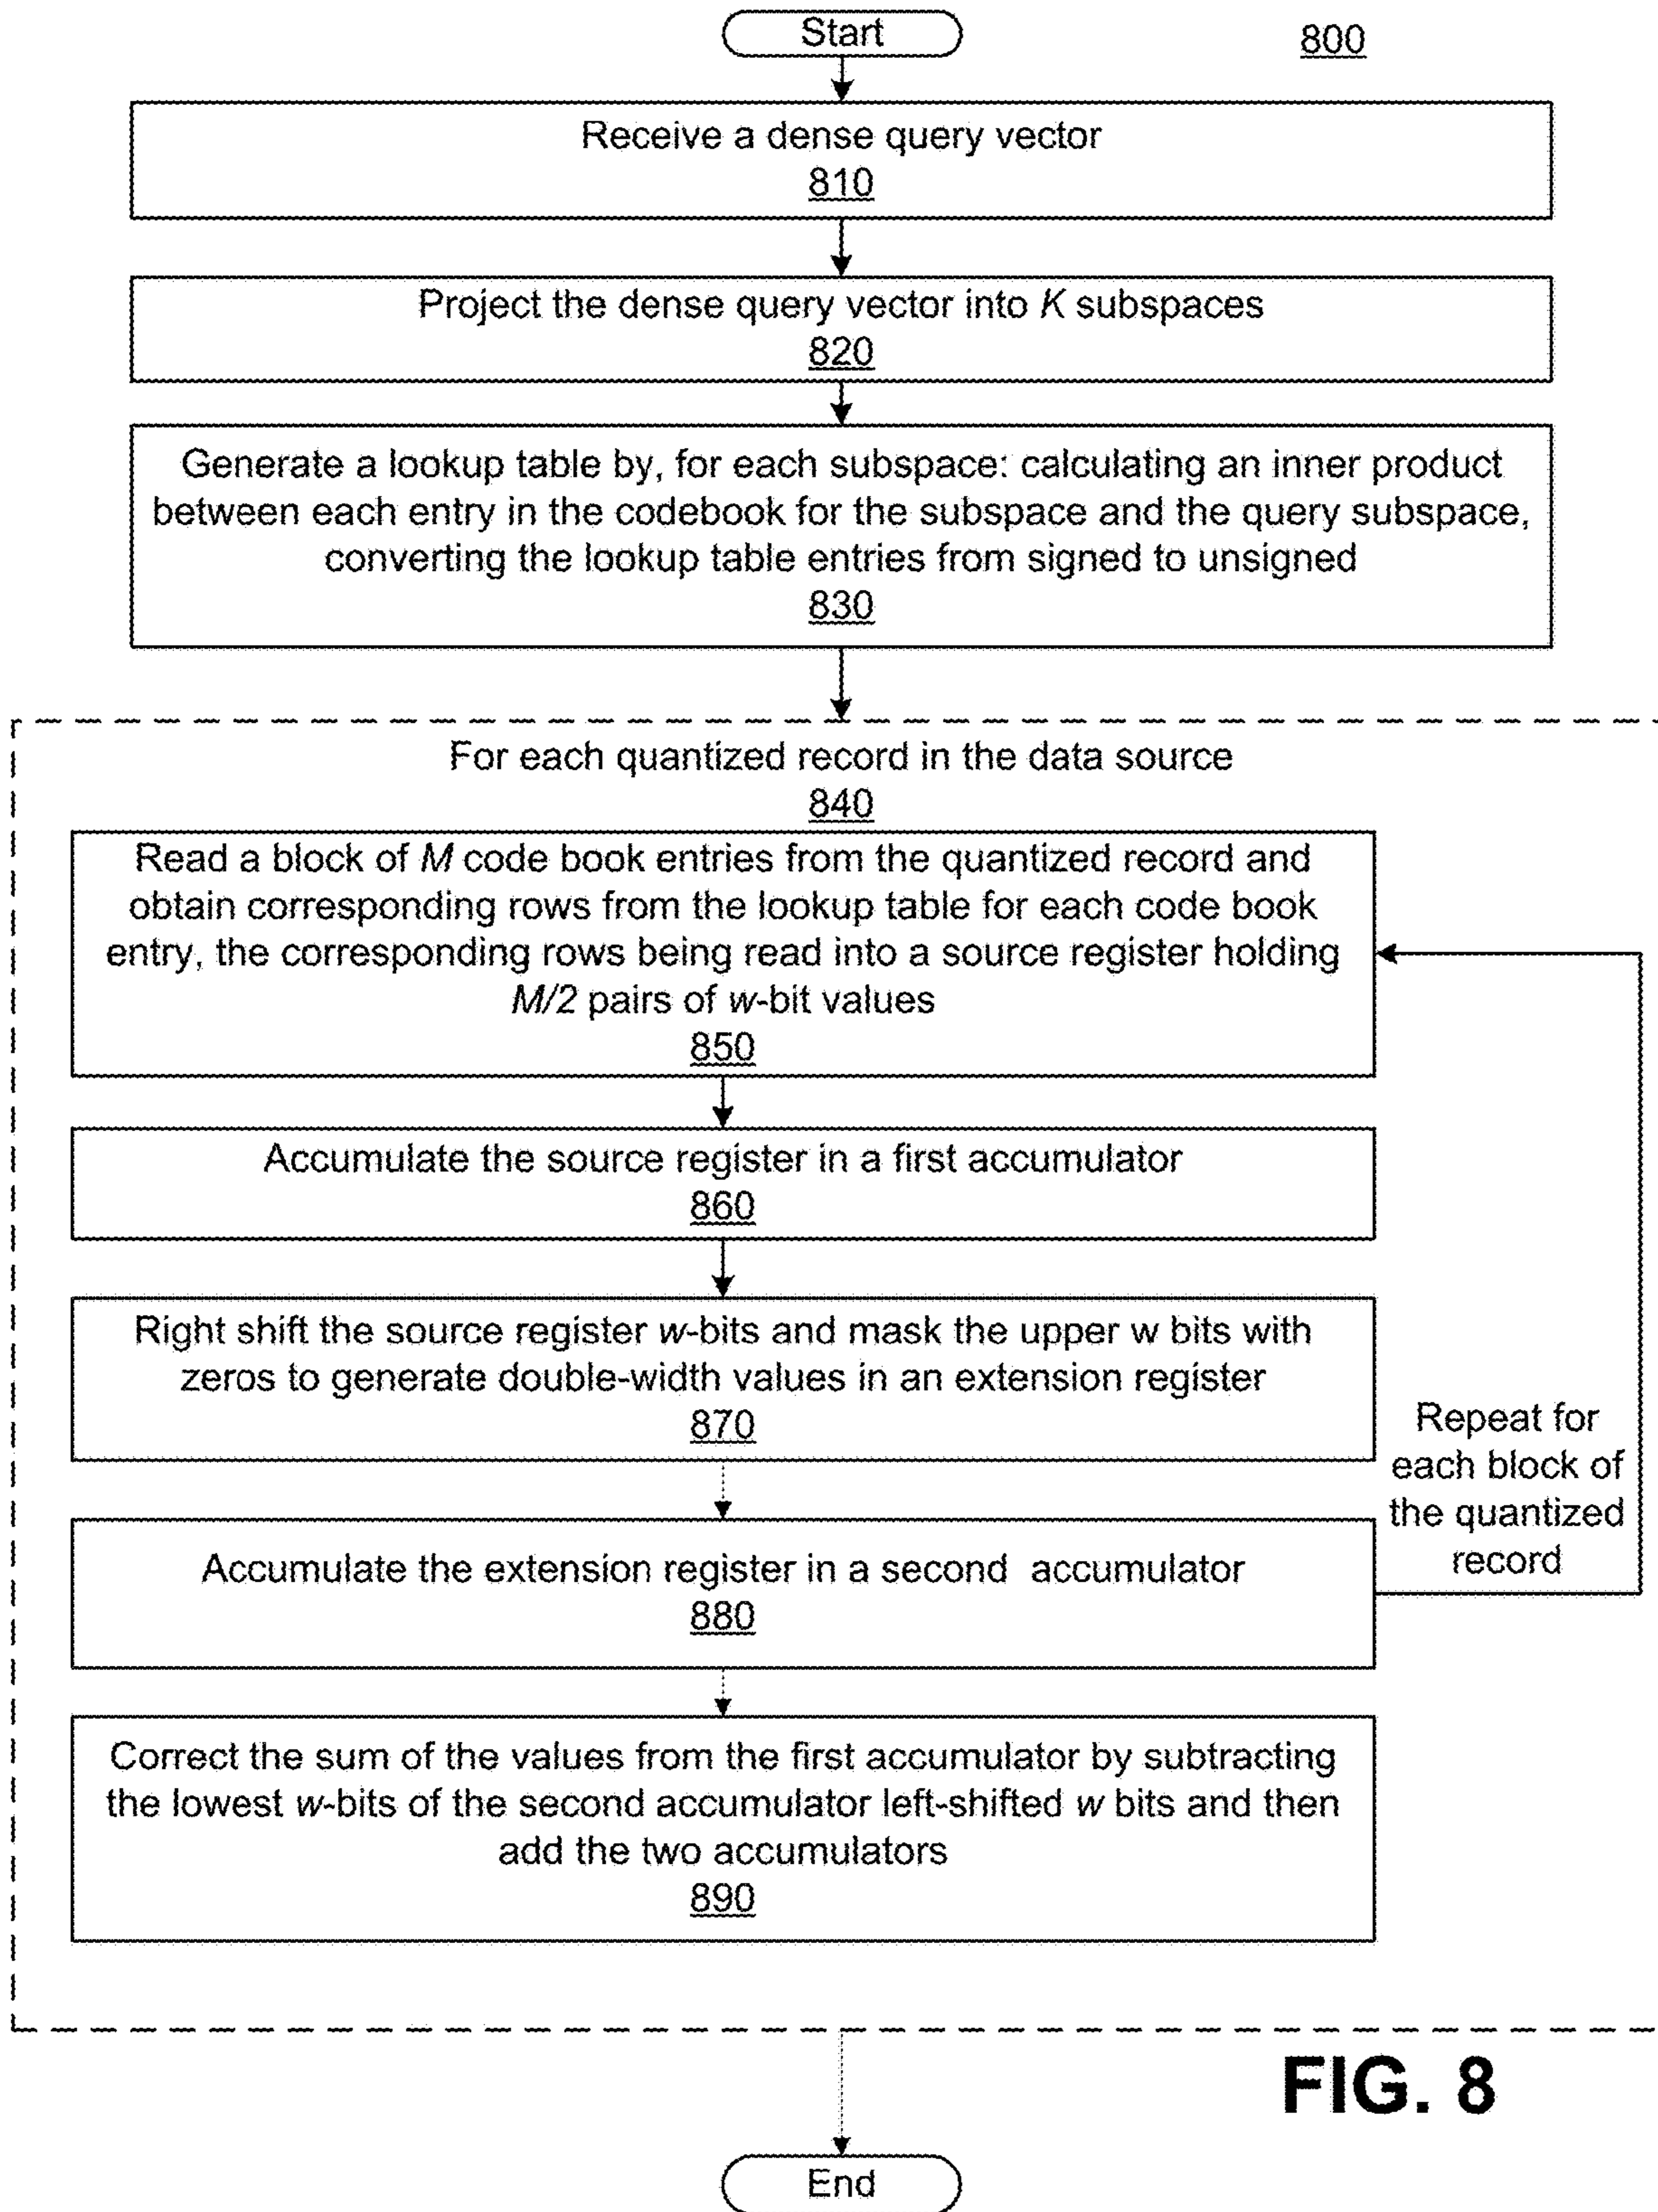 Start
800
Receive a dense query vector
810
Project the dense query vector into K subspaces
820
Generate a lookup table by, for each subspace: calculating an inner product
between each entry in the codebook for the subspace and the query subspace,
converting the lookup table entries from signed to unsigned
830
For each quantized record in the data source
840
Read a block of M code book entries from the quantized record and
obtain corresponding rows from the lookup table for each code book
entry, the corresponding rows being read into a source register holding
M/2 pairs of w-bit values
850
Accumulate the source register in a first accumulator
860
Right shift the source register w-bits and mask the upper w bits with
zeros to generate double-width values in an extension register
870
Repeat for
each block of
the quantized
record
Accumulate the extension register in a second accumulator
880
Correct the sum of the values from the first accumulator by subtracting
the lowest w-bits of the second accumulator left-shifted w bits and then
add the two accumulators
890
FIG. 8
End